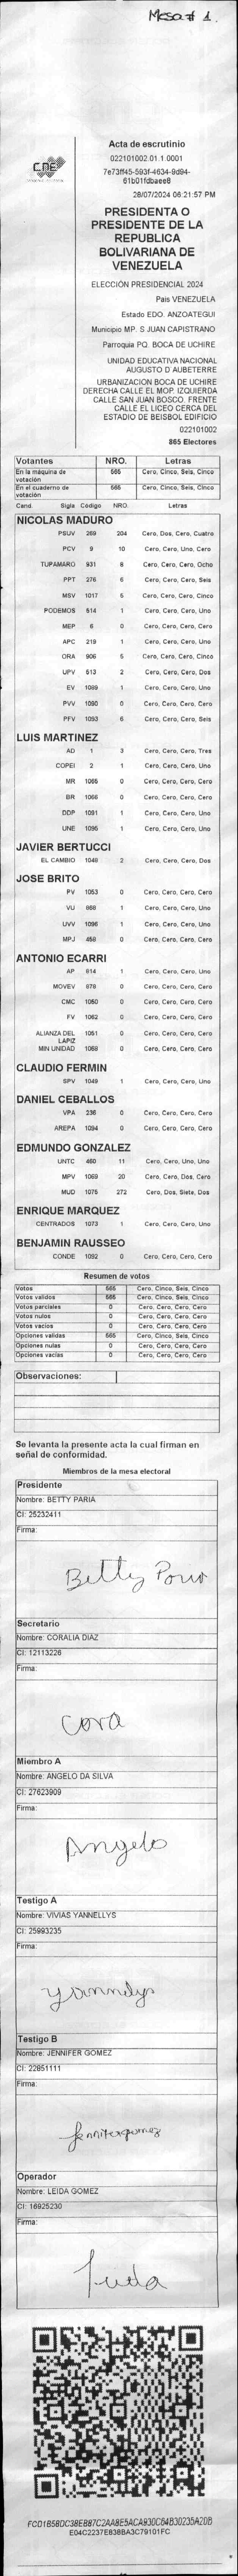 Mesa # 1.
CNE
Acta de escrutinio
022101002.01.1.0001
7e73ff45-593f-4634-9d94-
61b01fdbaee8
28/07/2024 06:21:57 PM
PRESIDENTA O
PRESIDENTE DE LA
REPUBLICA
BOLIVARIANA DE
VENEZUELA
ELECCIÓN PRESIDENCIAL 2024
Pais VENEZUELA
Estado EDO. ANZOATEGUI
Municipio MP. S JUAN CAPISTRANO
Parroquia PQ. BOCA DE UCHIRE
UNIDAD EDUCATIVA NACIONAL
AUGUSTO D AUBETERRE
URBANIZACION BOCA DE UCHIRE
DERECHA CALLE EL MOP. IZQUIERDA
CALLE SAN JUAN BOSCO. FRENTE
CALLE EL LICEO CERCA DEL
ESTADIO DE BEISBOL EDIFICIO
022101002
865 Electores
Votantes NRO. Letras
En la máquina de votación 565 Cero, Cinco, Seis, Cinco
En el cuaderno de votación 565 Cero, Cinco, Seis, Cinco
Cand Sigla Codigo NRO. Letras
NICOLAS MADURO
PSUV 269 204 Cero, Dos, Cero, Cuatro
PCV 9 10 Cero, Cero, Uno, Cero
TUPAMARO 931 8 Cero, Cero, Cero, Ocho
PPT 276 6 Cero, Cero, Cero, Seis
MSV 1017 5 Cero, Cero, Cero, Cinco
PODEMOS 514 1 Cero, Cero, Cero, Uno
MEP 6 0 Cero, Cero, Cero, Cero
APC 219 1 Cero, Cero, Cero, Uno
ORA 906 5 Cero, Cero, Cero, Cinco
UPV 513 2 Cero, Cero, Cero, Dos
EV 1089 1 Cero, Cero, Cero, Uno
PVV 1090 0 Cero, Cero, Cero, Cero
PFV 1093 6 Cero, Cero, Cero, Seis
LUIS MARTINEZ
AD 1 3 Cero, Cero, Cero, Tres
COPEI 2 1 Cero, Cero, Cero, Uno
MR 1065 0 Cero, Cero, Cero, Cero
BR 1066 0 Cero, Cero, Cero, Cero
DDP 1091 1 Cero, Cero, Cero, Uno
UNE 1095 1 Cero, Cero, Cero, Uno
JAVIER BERTUCCI
EL CAMBIO 1048 2 Cero, Cero, Cero, Dos
JOSE BRITO
PV 1053 0 Cero, Cero, Cero, Cero
VU 868 1 Cero, Cero, Cero, Uno
UVV 1096 1 Cero, Cero, Cero, Uno
MPJ 458 0 Cero, Cero, Cero, Cero
ANTONIO ECARRI
AP 614 1 Cero, Cero, Cero, Uno
MOVEV 878 0 Cero, Cero, Cero, Cero
CMC 1050 0 Cero, Cero, Cero, Cero
FV 1062 0 Cero, Cero, Cero, Cero
ALIANZA DEL LAPIZ 1051 0 Cero, Cero, Cero, Cero
MIN UNIDAD 1068 0 Cero, Cero, Cero, Cero
CLAUDIO FERMIN
SPV 1049 1 Cero, Cero, Cero, Uno
DANIEL CEBALLOS
VPA 236 0 Cero, Cero, Cero, Cero
AREPA 1094 0 Cero, Cero, Cero, Cero
EDMUNDO GONZALEZ
UNTC 460 11 Cero, Cero, Uno, Uno
MPV 1069 20 Cero, Cero, Dos, Cero
MUD 1075 272 Cero, Dos, Siete, Dos
ENRIQUE MARQUEZ
CENTRADOS 1073 1 Cero, Cero, Cero, Uno
BENJAMIN RAUSSEO
CONDE 1092 0 Cero, Cero, Cero, Cero
Resumen de votos
Votos 565 Cero, Cinco, Seis, Cinco
Votos validos 565 Cero, Cinco, Seis, Cinco
Votos parciales 0 Cero, Cero, Cero, Cero
Votos nulos 0 Cero, Cero, Cero, Cero
Votos vacios 0 Cero, Cero, Cero, Cero
Opciones validas 565 Cero, Cinco, Seis, Cinco
Opciones nulas 0 Cero, Cero, Cero, Cero
Opciones vacías 0 Cero, Cero, Cero, Cero
Observaciones:
Se levanta la presente acta la cual firman en
señal de conformidad.
Miembros de la mesa electoral
Presidente
Nombre: BETTY PARIA
CI: 25232411
Firma:
Betty
Secretario
Nombre: CORALIA DIAZ
CI: 12113226
Firma:
Cora
Miembro A
Nombre: ANGELO DA SILVA
CI: 27623909
Firma:
Angelo
Testigo A
Nombre: VIVIAS YANNELLYS
CI: 25993235
Firma:
Yannelys
Testigo B
Nombre: JENNIFER GOMEZ
CI: 22851111
Firma:
Jennifergomez
Operador
Nombre: LEIDA GOMEZ
CI: 16925230
Firma:
FCD1B58DC38EB87C2AA8E5ACA930C64B30235A2DB
E04C2237E838BA3C79101FC